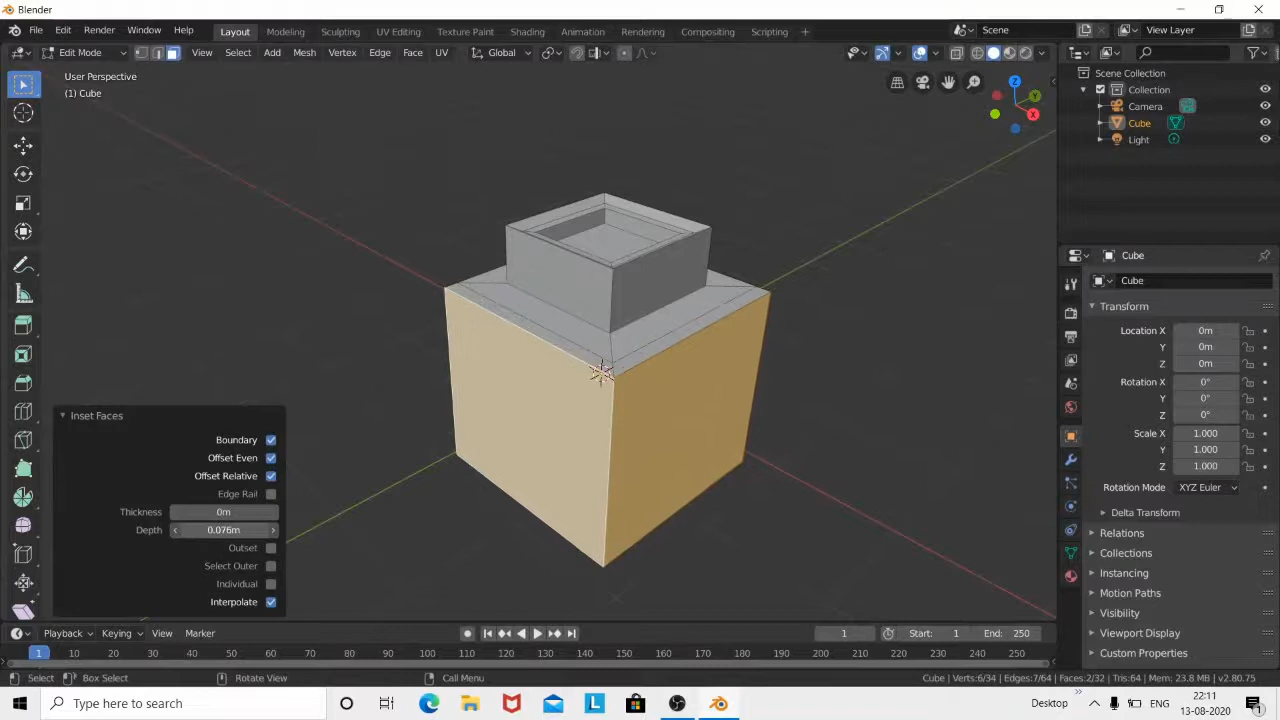 Blender
File Edit Render Window Help
Layout Modeling Sculpting UV Editing Texture Paint Shading Animation Rendering Compositing Scripting +
Scene View Layer
Edit Mode View Select Add Mesh Vertex Edge Face UV Global
User Perspective
(1) Cube
Z
Y
X
Scene Collection
Collection
Camera
Cube
Light
Cube
Cube
Transform
Location X 0m
Y 0m
Z 0m
Rotation X 0°
Y 0°
Z 0°
Scale X 1.000
Y 1.000
Z 1.000
Rotation Mode XYZ Euler
Delta Transform
Relations
Collections
Instancing
Motion Paths
Visibility
Viewport Display
Custom Properties
Inset Faces
Boundary
Offset Even
Offset Relative
Edge Rail
Thickness 0m
Depth 0.076m
Outset
Select Outer
Individual
Interpolate
Playback Keying View Marker
1 Start: 1 End: 250
1 10 20 30 40 50 60 70 80 90 100 110 120 130 140 150 160 170 180 190 200 210 220 230 240 250
Select Box Select Rotate View Call Menu
Cube | Verts:6/34 | Edges:7/64 | Faces:2/32 | Tris:64 | Mem: 23.8 MB | v2.80.75
Type here to search
Desktop ENG
22:11
13-08-2020
1